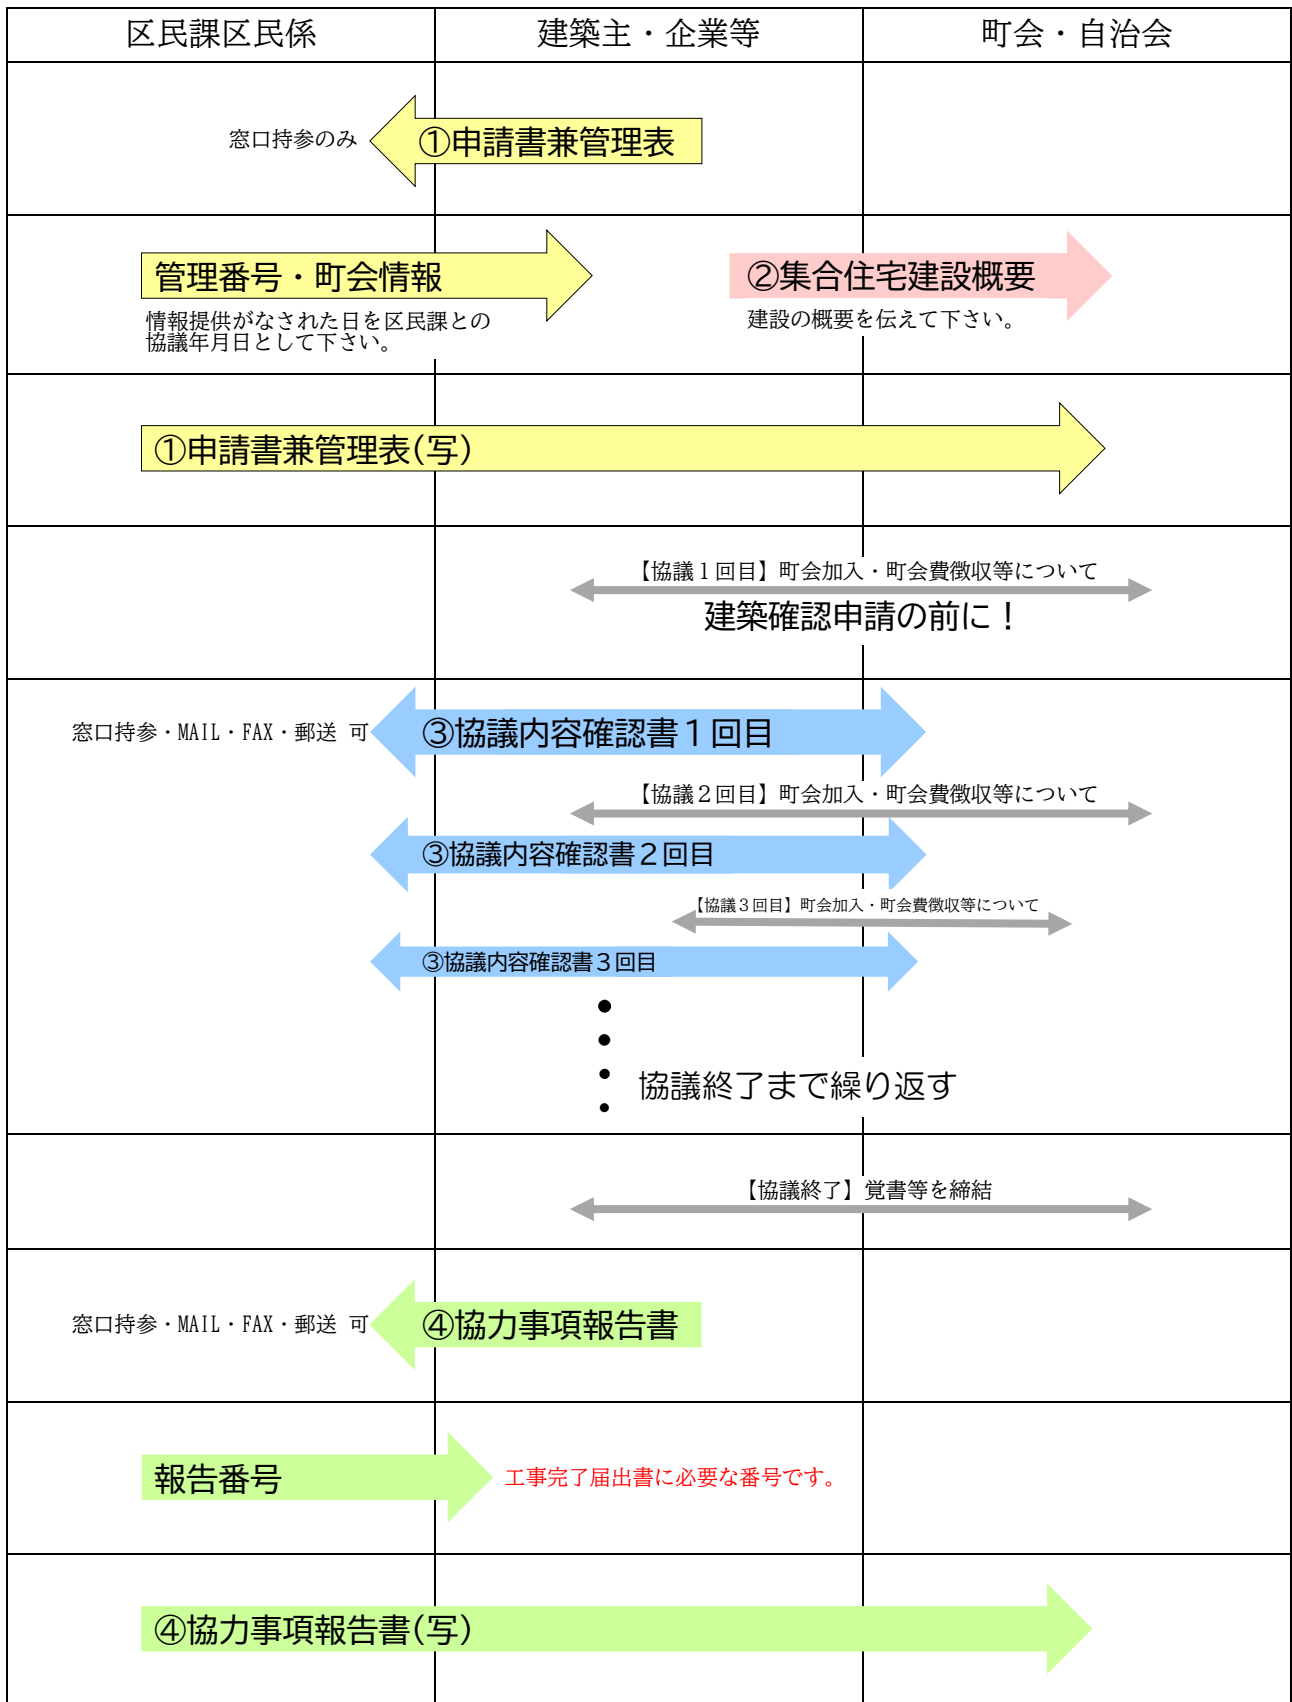 区民課区民係
建築主・企業等
町会・自治会
窓口持参のみ
①申請書兼管理表
管理番号・町会情報
情報提供がなされた日を区民課との
協議年月日として下さい。
②集合住宅建設概要
建設の概要を伝えて下さい。
①申請書兼管理表(写)
【協議１回目】町会加入・町会費徴収等について
建築確認申請の前に！
窓口持参・MAIL・FAX・郵送 可
③協議内容確認書１回目
【協議２回目】町会加入・町会費徴収等について
③協議内容確認書２回目
【協議３回目】町会加入・町会費徴収等について
③協議内容確認書３回目
協議終了まで繰り返す
【協議終了】覚書等を締結
窓口持参・MAIL・FAX・郵送 可
④協力事項報告書
報告番号
工事完了届出書に必要な番号です。
④協力事項報告書(写)